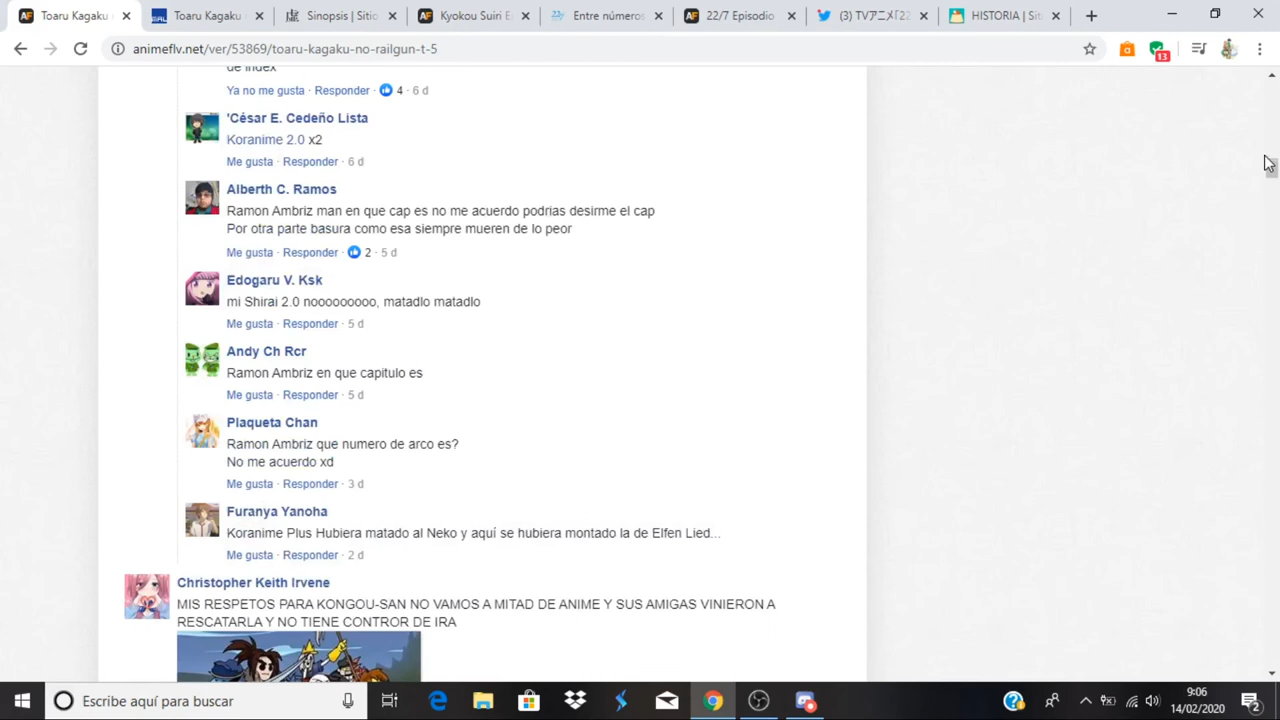 Toaru Kagaku
Toaru Kagaku
Sinopsis | Sitio
Kyokou Suiri E
Entre números
22/7 Episodio
(3) TVアニメ「22
HISTORIA | Sit
animeflv.net/ver/53869/toaru-kagaku-no-railgun-t-5
13
de Index
Ya no me gusta · Responder · 4 · 6 d
'César E. Cedeño Lista
Koranime 2.0 x2
Me gusta · Responder · 6 d
Alberth C. Ramos
Ramon Ambriz man en que cap es no me acuerdo podrias desirme el cap
Por otra parte basura como esa siempre mueren de lo peor
Me gusta · Responder · 2 · 5 d
Edogaru V. Ksk
mi Shirai 2.0 nooooooooo, matadlo matadlo
Me gusta · Responder · 5 d
Andy Ch Rcr
Ramon Ambriz en que capitulo es
Me gusta · Responder · 5 d
Plaqueta Chan
Ramon Ambriz que numero de arco es?
No me acuerdo xd
Me gusta · Responder · 3 d
Furanya Yanoha
Koranime Plus Hubiera matado al Neko y aquí se hubiera montado la de Elfen Lied...
Me gusta · Responder · 2 d
Christopher Keith Irvene
MIS RESPETOS PARA KONGOU-SAN NO VAMOS A MITAD DE ANIME Y SUS AMIGAS VINIERON A
RESCATARLA Y NO TIENE CONTROR DE IRA
Escribe aquí para buscar
9:06
14/02/2020
2